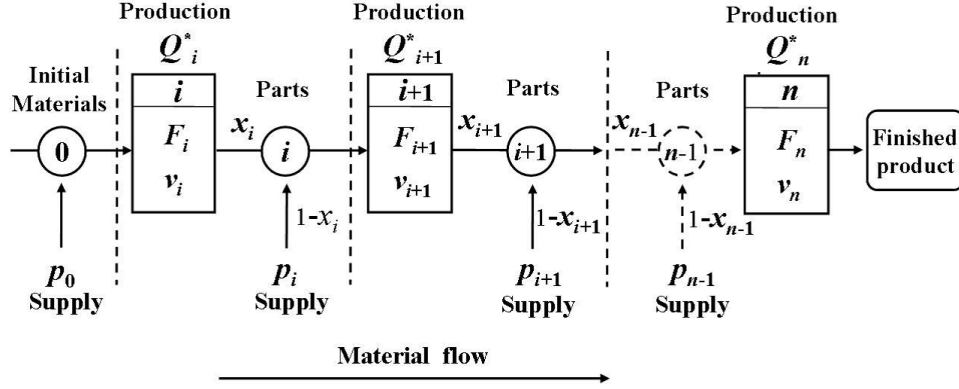 Production
Production
Production
Q*i
Q*i+1
Q*n
Initial
Materials
i
Parts
i+1
Parts
Parts
n
xi
xi+1
xn-1
0
Fi
i
Fi+1
i+1
n-1
Fn
Finished
product
vi
vi+1
vn
1-xi
1-xi+1
1-xn-1
p0
Supply
pi
Supply
pi+1
Supply
pn-1
Supply
Material flow